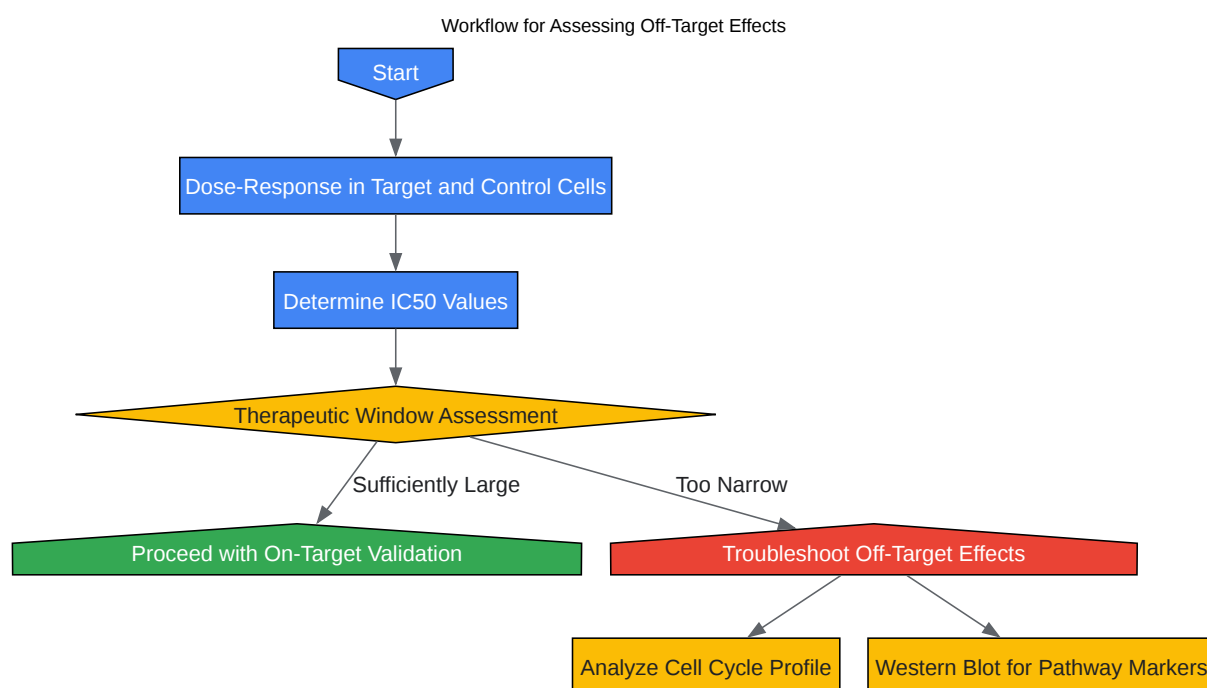 Workflow for Assessing Off-Target Effects
Start
Dose-Response in Target and Control Cells
Determine IC50 Values
Therapeutic Window Assessment
Sufficiently Large
Too Narrow
Proceed with On-Target Validation
Troubleshoot Off-Target Effects
Analyze Cell Cycle Profile
Western Blot for Pathway Markers